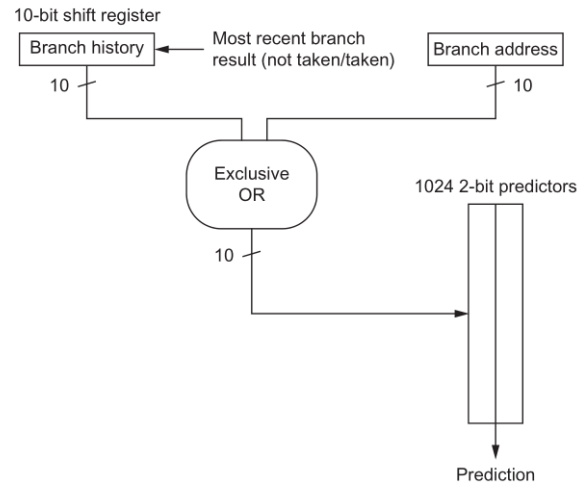 10-bit shift register
Branch history
Most recent branch
result (not taken/taken)
Branch address
10
10
Exclusive
OR
1024 2-bit predictors
10
Prediction